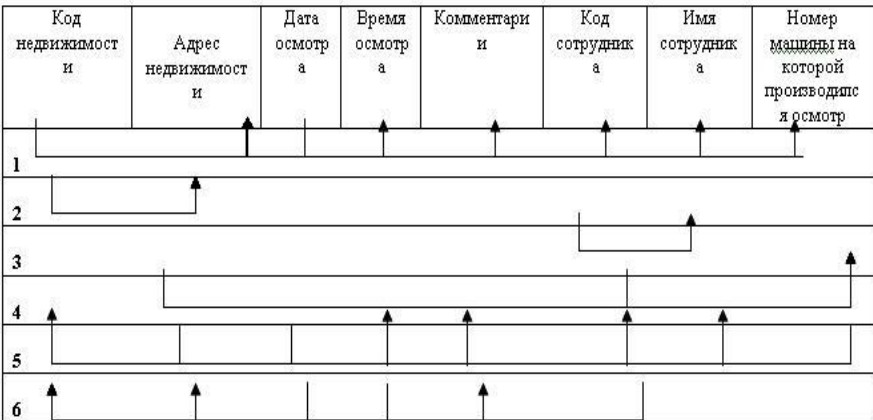 Код
недвижимост
и
Адрес
недвижимост
и
Дата
осмотр
а
Время
осмотр
а
Комментари
и
Код
сотрудник
а
Имя
сотрудник
а
Номер
машины на
которой
производилс
я осмотр
1
2
3
4
5
6